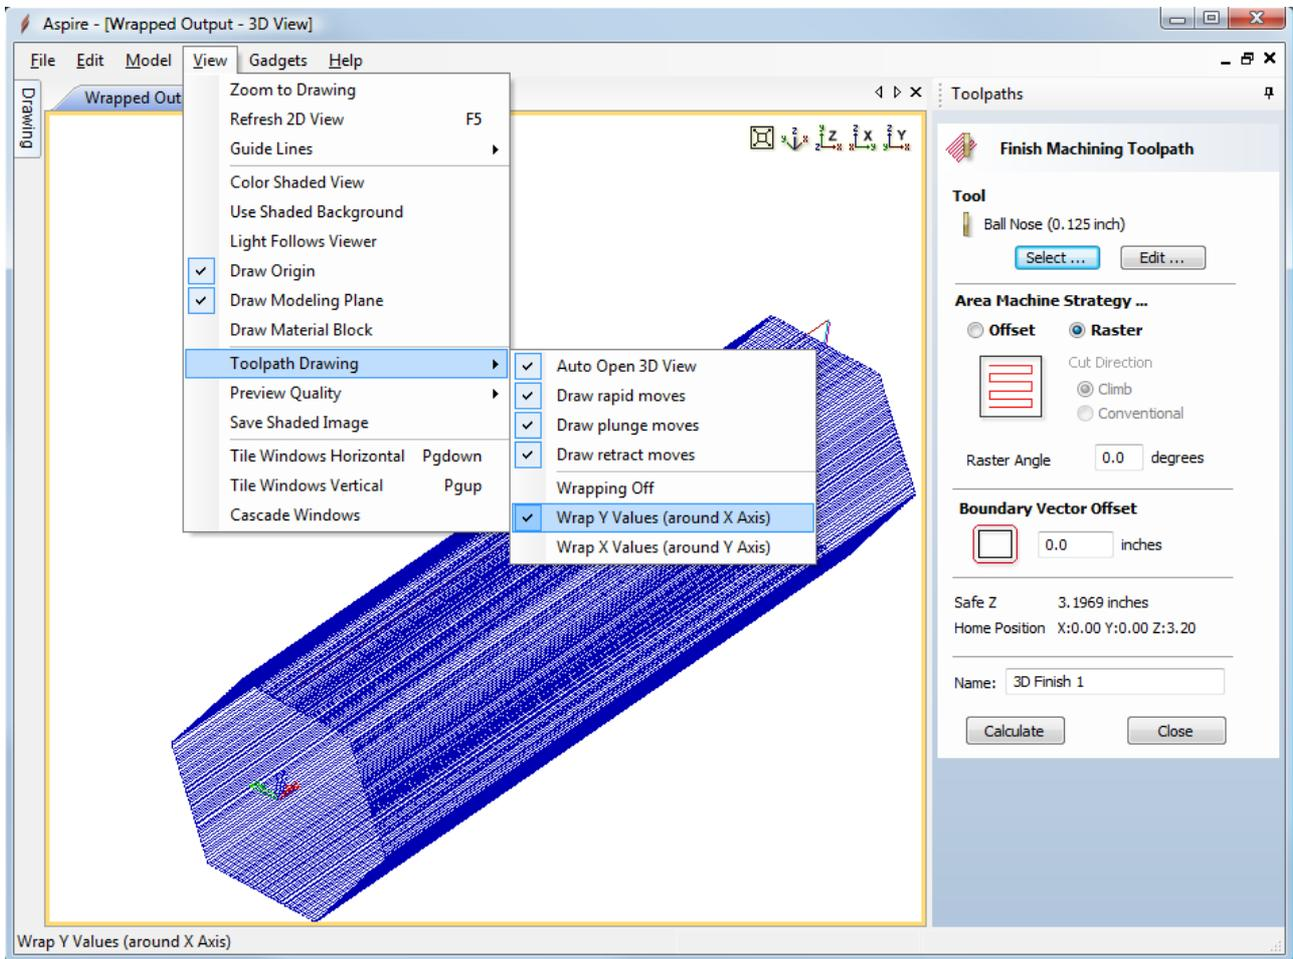 Aspire - [Wrapped Output - 3D View]
File Edit Model View Gadgets Help
Drawing
Wrapped Out
Zoom to Drawing
Refresh 2D View F5
Guide Lines
Color Shaded View
Use Shaded Background
Light Follows Viewer
Draw Origin
Draw Modeling Plane
Draw Material Block
Toolpath Drawing
Preview Quality
Save Shaded Image
Tile Windows Horizontal Pgdown
Tile Windows Vertical Pgup
Cascade Windows
Auto Open 3D View
Draw rapid moves
Draw plunge moves
Draw retract moves
Wrapping Off
Wrap Y Values (around X Axis)
Wrap X Values (around Y Axis)
Toolpaths
Finish Machining Toolpath
Tool
Ball Nose (0.125 inch)
Select ... Edit ...
Area Machine Strategy ...
Offset Raster
Cut Direction
Climb
Conventional
Raster Angle 0.0 degrees
Boundary Vector Offset
0.0 inches
Safe Z 3.1969 inches
Home Position X:0.00 Y:0.00 Z:3.20
Name: 3D Finish 1
Calculate Close
Wrap Y Values (around X Axis)